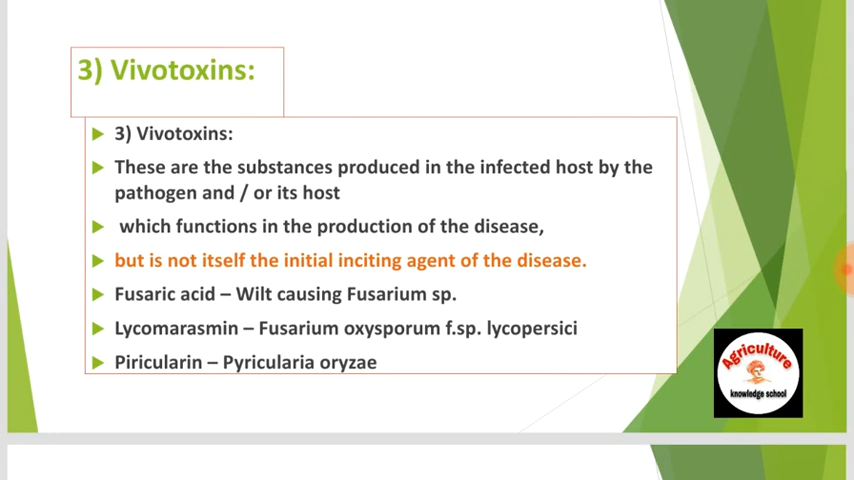 3) Vivotoxins:
3) Vivotoxins:
These are the substances produced in the infected host by the
pathogen and / or its host
which functions in the production of the disease,
but is not itself the initial inciting agent of the disease.
Fusaric acid – Wilt causing Fusarium sp.
Lycomarasmin – Fusarium oxysporum f.sp. lycopersici
Piricularin – Pyricularia oryzae
Agriculture
knowledge school